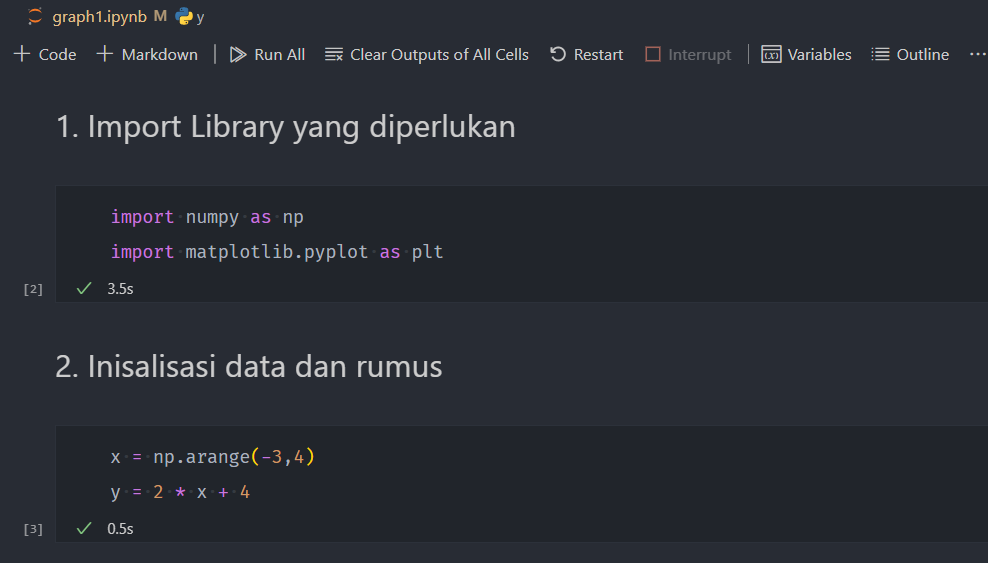 graph1.ipynb M y
Code Markdown Run All Clear Outputs of All Cells Restart Interrupt (x) Variables Outline ...
1. Import Library yang diperlukan
import numpy as np
import matplotlib.pyplot as plt
[2] ✓ 3.5s
2. Inisalisasi data dan rumus
x = np.arange(-3,4)
y = 2 * x + 4
[3] ✓ 0.5s